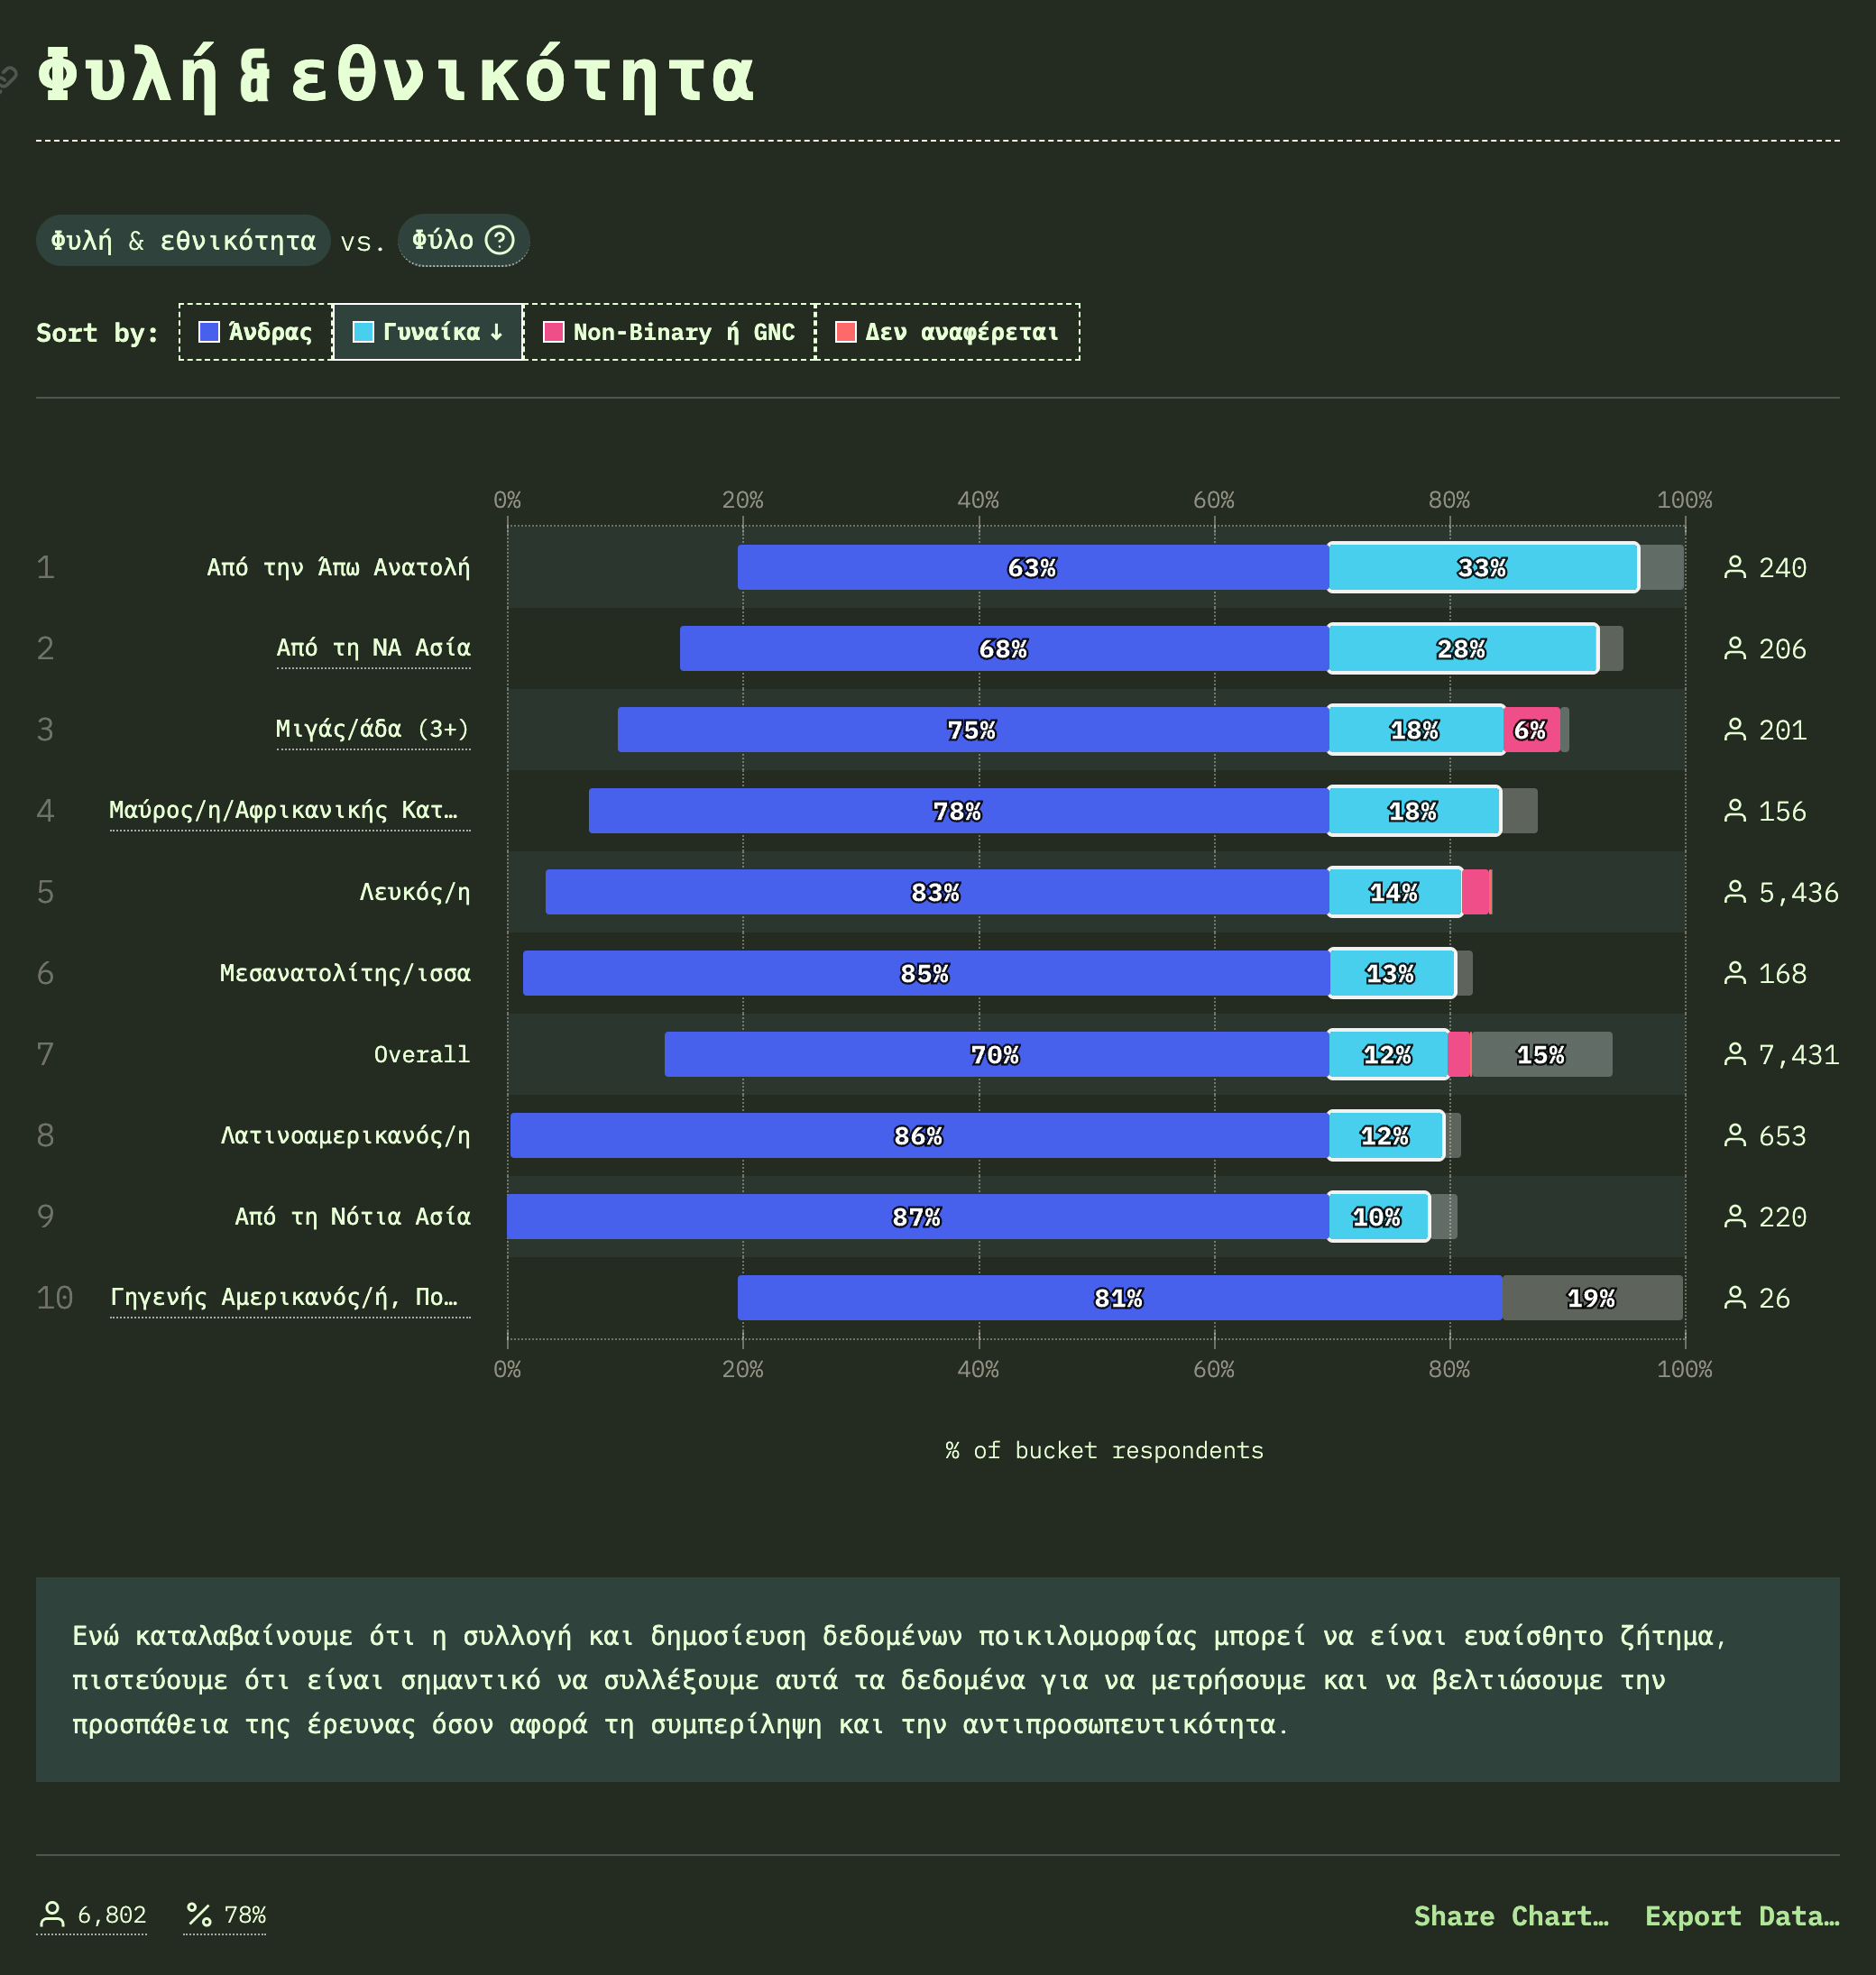 Φυλή & εθνικότητα
Φυλή & εθνικότητα vs. Φύλο ?
Sort by: Άνδρας Γυναίκα ↓ Non-Binary ή GNC Δεν αναφέρεται
0% 20% 40% 60% 80% 100%
1 Από την Άπω Ανατολή 63% 33% 240
2 Από τη ΝΑ Ασία 68% 28% 206
3 Μιγάς/άδα (3+) 75% 18% 6% 201
4 Μαύρος/η/Αφρικανικής Κατ… 78% 18% 156
5 Λευκός/η 83% 14% 5,436
6 Μεσανατολίτης/ισσα 85% 13% 168
7 Overall 70% 12% 15% 7,431
8 Λατινοαμερικανός/η 86% 12% 653
9 Από τη Νότια Ασία 87% 10% 220
10 Γηγενής Αμερικανός/ή, Πο… 81% 19% 26
0% 20% 40% 60% 80% 100%
% of bucket respondents
Ενώ καταλαβαίνουμε ότι η συλλογή και δημοσίευση δεδομένων ποικιλομορφίας μπορεί να είναι ευαίσθητο ζήτημα,
πιστεύουμε ότι είναι σημαντικό να συλλέξουμε αυτά τα δεδομένα για να μετρήσουμε και να βελτιώσουμε την
προσπάθεια της έρευνας όσον αφορά τη συμπερίληψη και την αντιπροσωπευτικότητα.
6,802 78% Share Chart… Export Data…